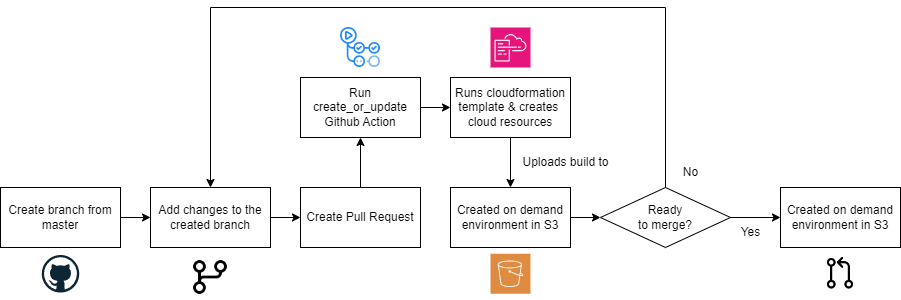 Run
create_or_update
Github Action
Runs cloudformation
template & creates
cloud resources
Uploads build to
No
Create branch from
master
Add changes to the
created branch
Create Pull Request
Created on demand
environment in S3
Ready
to merge?
Yes
Created on demand
environment in S3